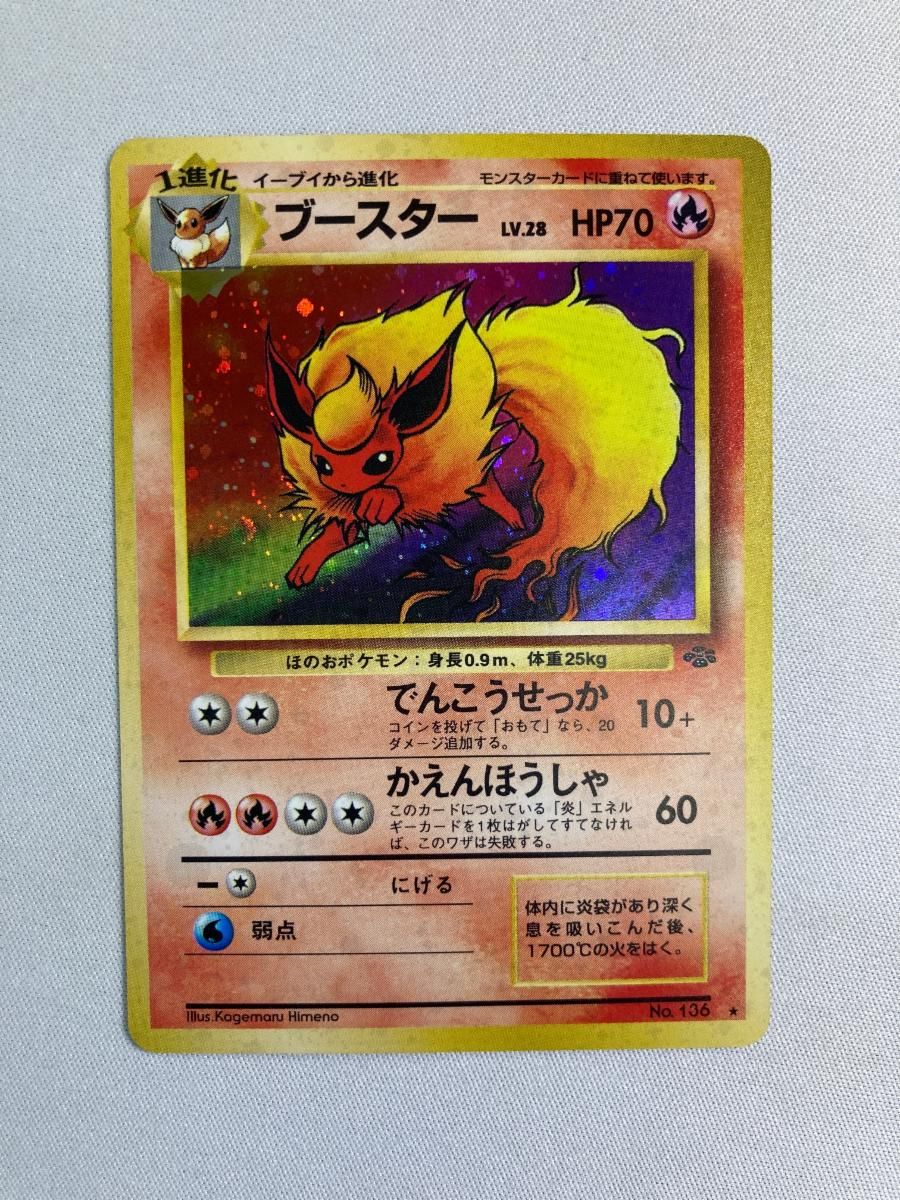 1進化 イーブイから進化 モンスターカードに重ねて使います。
ブースター LV.28 HP70
ほのおポケモン：身長0.9m、体重25kg
でんこうせっか 10+
コインを投げて「おもて」なら、20
ダメージ追加する。
かえんほうしゃ 60
このカードについている「炎」エネル
ギーカードを1枚はがしてすてなけれ
ば、このワザは失敗する。
にげる
弱点
体内に炎袋があり深く
息を吸いこんだ後、
1700℃の火をはく。
Illus.Kagemaru Himeno No. 136 ★